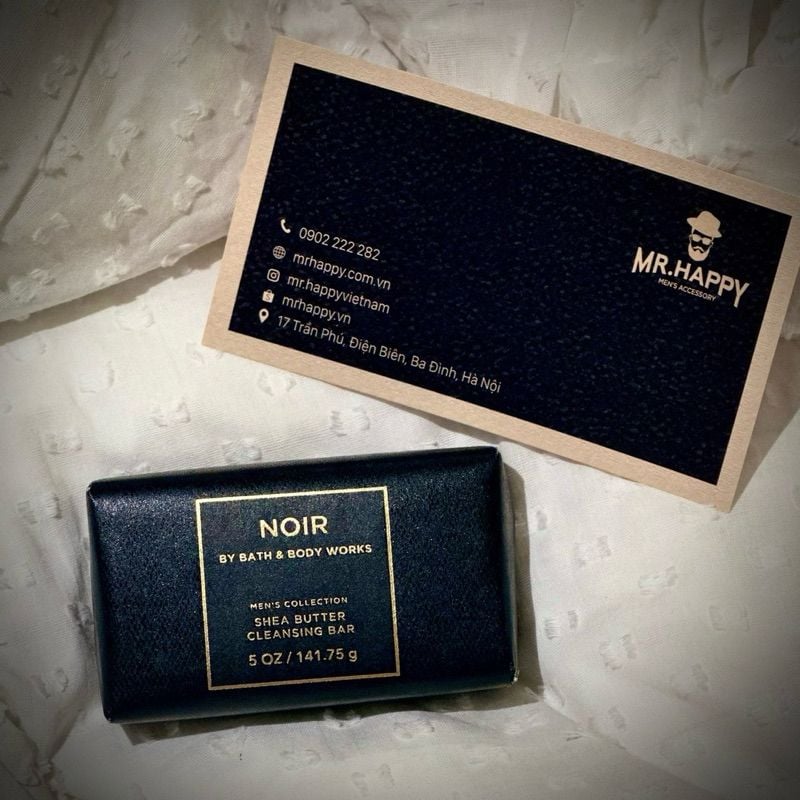 0902 222 282
mrhappy.com.vn
mr.happyvietnam
mrhappy.vn
17 Trần Phú, Điện Biên, Ba Đình, Hà Nội
MR.HAPPY
MEN'S ACCESSORY
NOIR
BY BATH & BODY WORKS
MEN'S COLLECTION
SHEA BUTTER
CLEANSING BAR
5 OZ / 141.75 g